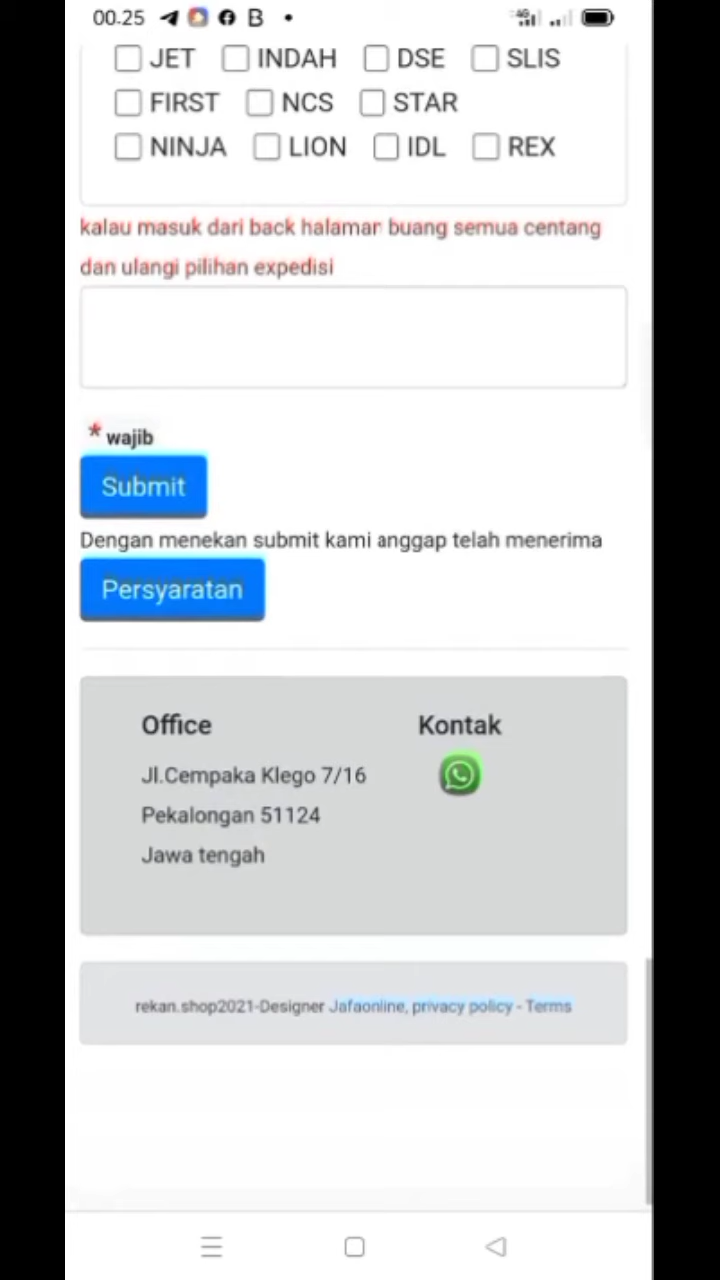 00.25 B
4G
JET INDAH DSE SLIS
FIRST NCS STAR
NINJA LION IDL REX
kalau masuk dari back halaman buang semua centang
dan ulangi pilihan expedisi
* wajib
Submit
Dengan menekan submit kami anggap telah menerima
Persyaratan
Office
Jl.Cempaka Klego 7/16
Pekalongan 51124
Jawa tengah
Kontak
rekan.shop2021-Designer Jafaonline, privacy policy - Terms